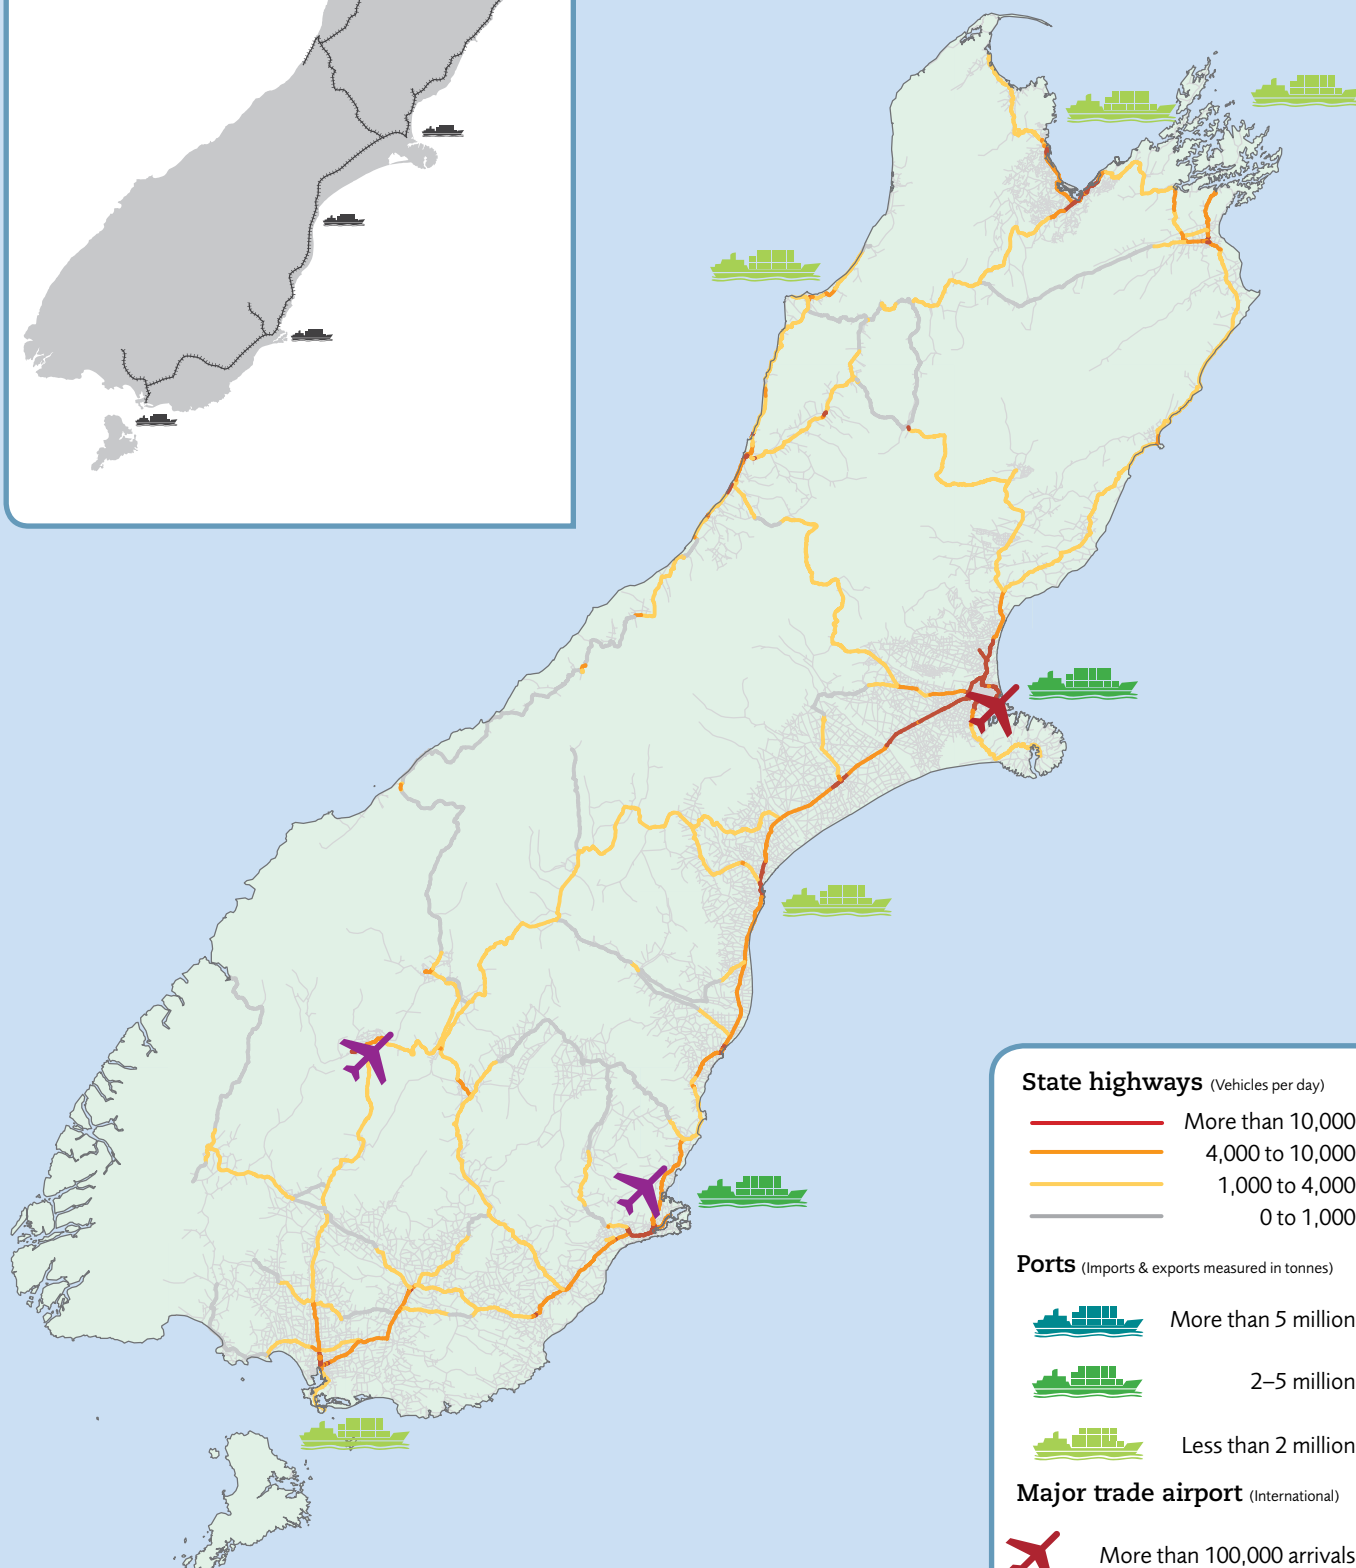 State highways (Vehicles per day)
More than 10,000
4,000 to 10,000
1,000 to 4,000
0 to 1,000
Ports (Imports & exports measured in tonnes)
More than 5 million
2–5 million
Less than 2 million
Major trade airport (International)
More than 100,000 arrivals